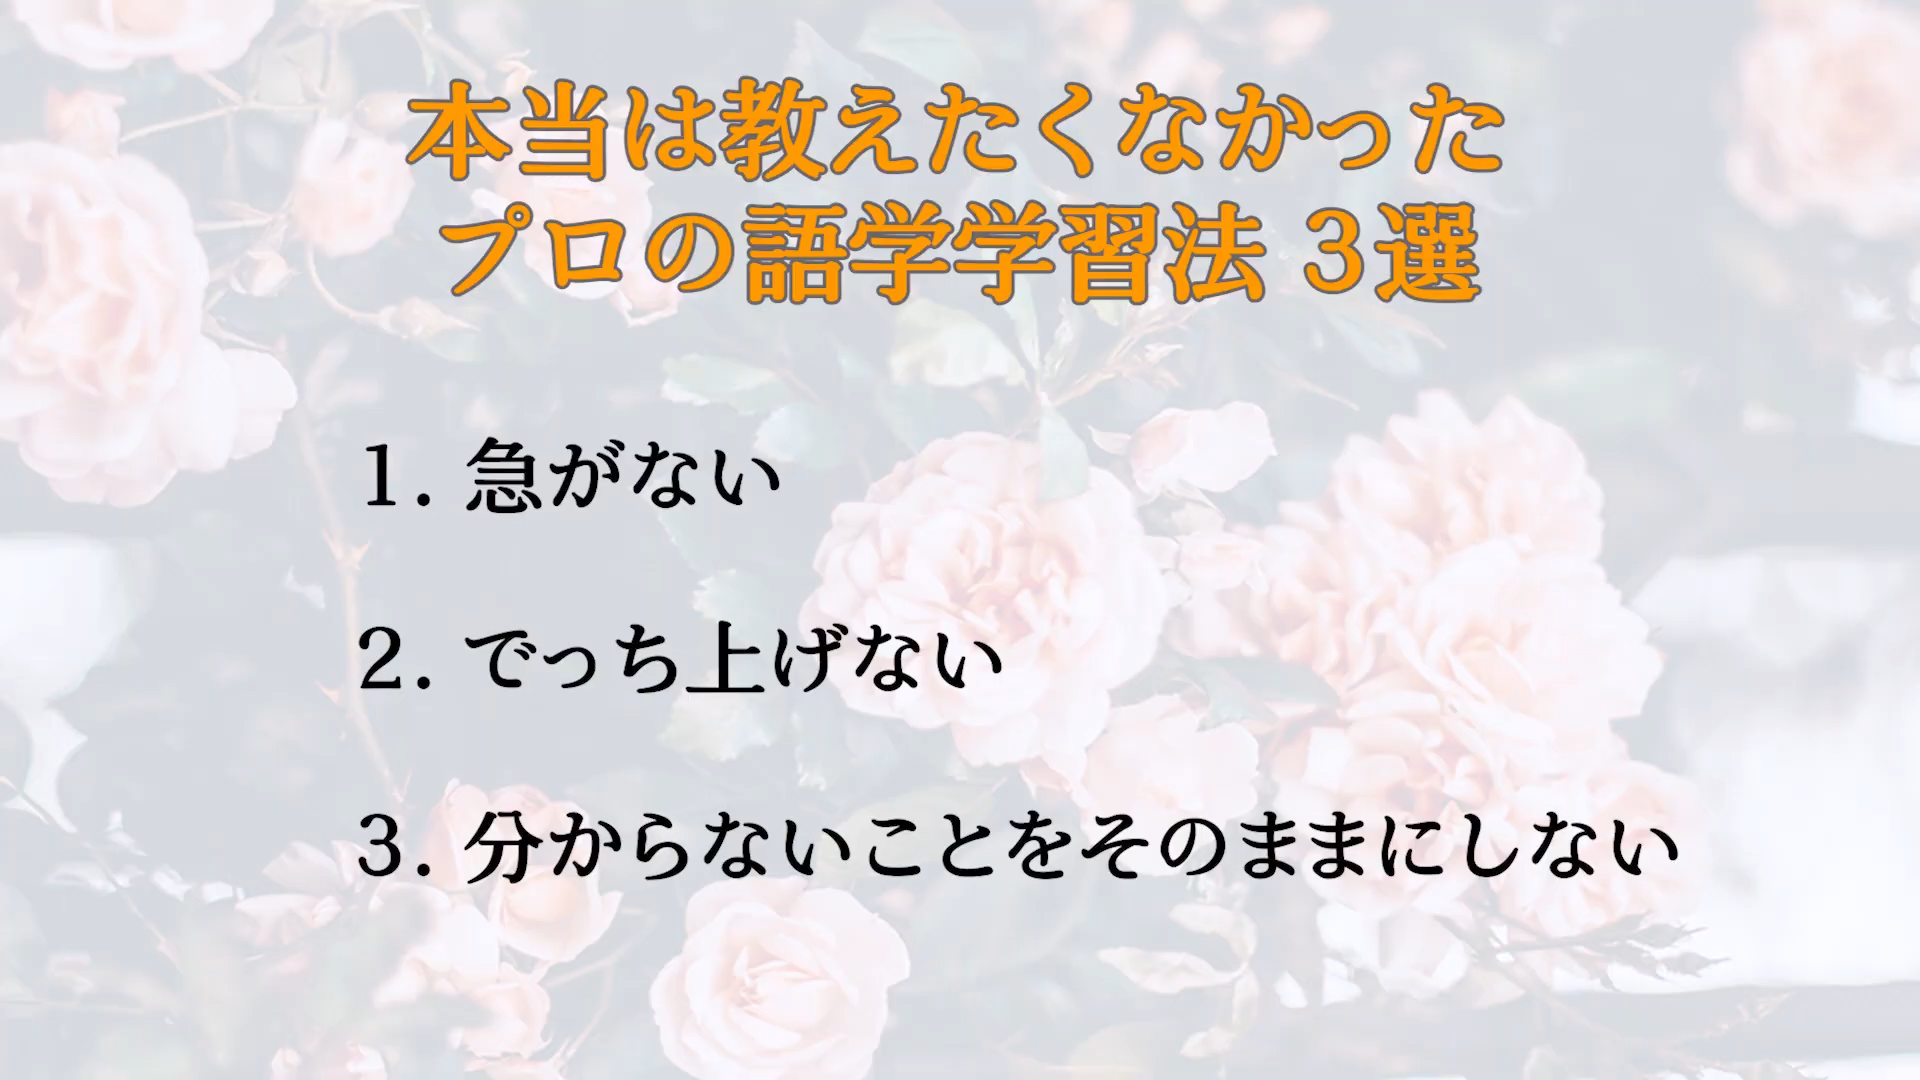 本当は教えたくなかった
プロの語学学習法 3選
1. 急がない
2. でっち上げない
3. 分からないことをそのままにしない